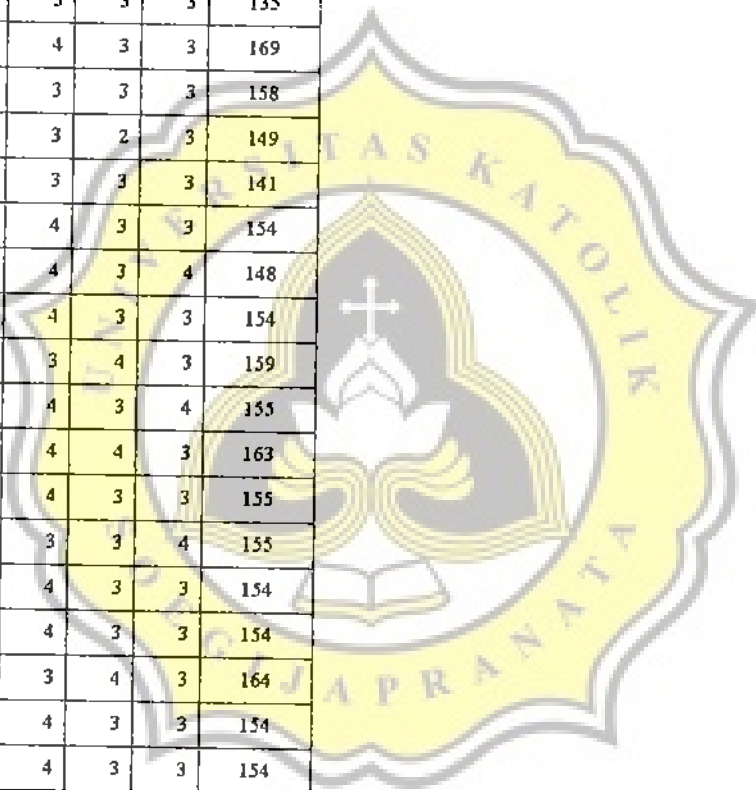 3 3 3 135
4 3 3 169
3 3 3 158
3 2 3 149
3 3 3 141
4 3 3 154
4 3 4 148
4 3 3 154
3 4 3 159
4 3 4 155
4 4 3 163
4 3 3 155
3 3 4 155
4 3 3 154
4 3 3 154
3 4 3 164
4 3 3 154
4 3 3 154
UNIVERSITAS KATOLIK
SOEGIJAPRANATA